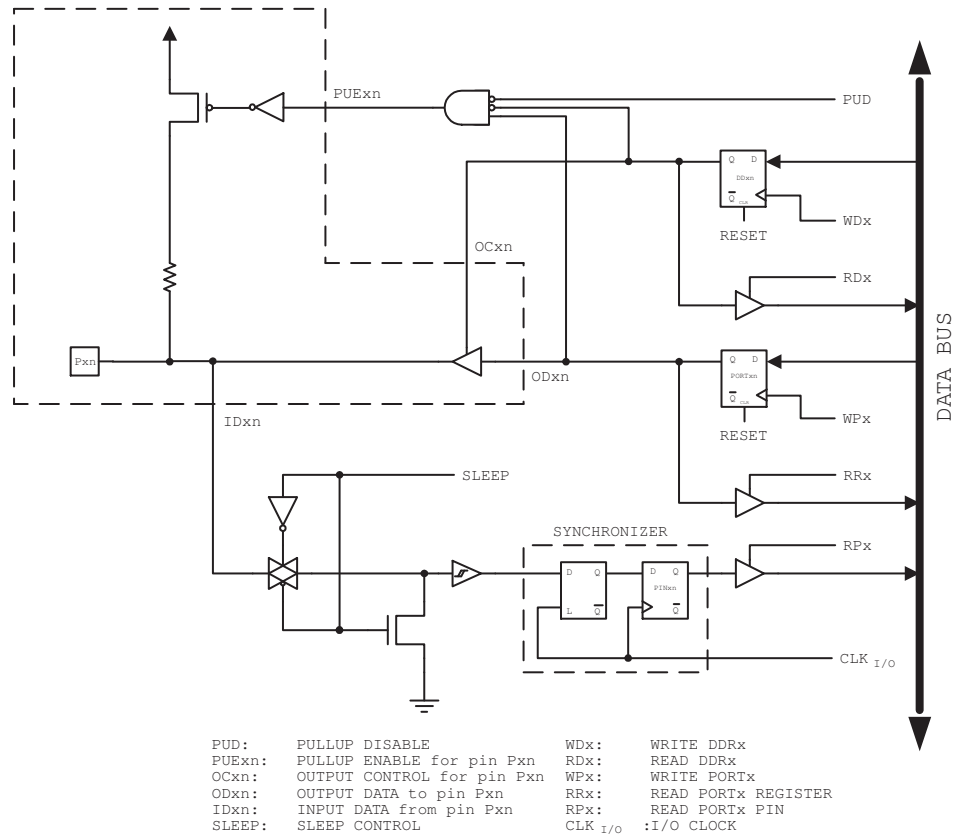 PUExn
PUD
Q D
DDxn
Q CLK
WDx
RESET
OCxn
RDx
Pxn
ODxn
Q D
PORTxn
Q CLK
WPx
RESET
IDxn
DATA BUS
SLEEP
RRx
SYNCHRONIZER
RPx
D Q
L Q
D Q
PINxn
Q
CLK I/O
PUD: PULLUP DISABLE
PUExn: PULLUP ENABLE for pin Pxn
OCxn: OUTPUT CONTROL for pin Pxn
ODxn: OUTPUT DATA to pin Pxn
IDxn: INPUT DATA from pin Pxn
SLEEP: SLEEP CONTROL
WDx: WRITE DDRx
RDx: READ DDRx
WPx: WRITE PORTx
RRx: READ PORTx REGISTER
RPx: READ PORTx PIN
CLK I/O :I/O CLOCK